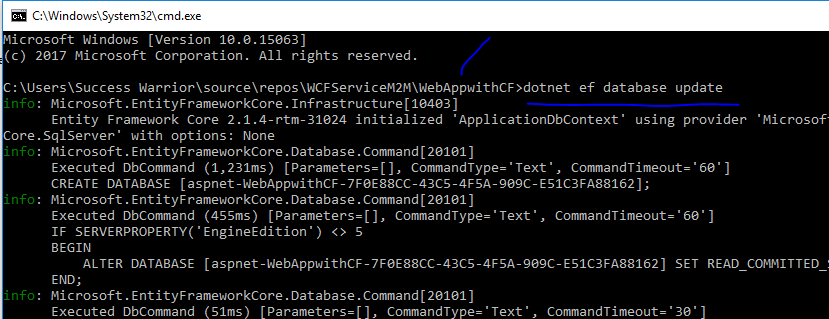 C:\Windows\System32\cmd.exe
Microsoft Windows [Version 10.0.15063]
(c) 2017 Microsoft Corporation. All rights reserved.
C:\Users\Success Warrior\source\repos\WCFServiceM2M\WebAppwithCF>dotnet ef database update
info: Microsoft.EntityFrameworkCore.Infrastructure[10403]
Entity Framework Core 2.1.4-rtm-31024 initialized 'ApplicationDbContext' using provider 'Microsof
Core.SqlServer' with options: None
info: Microsoft.EntityFrameworkCore.Database.Command[20101]
Executed DbCommand (1,231ms) [Parameters=[], CommandType='Text', CommandTimeout='60']
CREATE DATABASE [aspnet-WebAppwithCF-7F0E88CC-43C5-4F5A-909C-E51C3FA88162];
info: Microsoft.EntityFrameworkCore.Database.Command[20101]
Executed DbCommand (455ms) [Parameters=[], CommandType='Text', CommandTimeout='60']
IF SERVERPROPERTY('EngineEdition') <> 5
BEGIN
ALTER DATABASE [aspnet-WebAppwithCF-7F0E88CC-43C5-4F5A-909C-E51C3FA88162] SET READ_COMMITTED_S
END;
info: Microsoft.EntityFrameworkCore.Database.Command[20101]
Executed DbCommand (51ms) [Parameters=[], CommandType='Text', CommandTimeout='30']